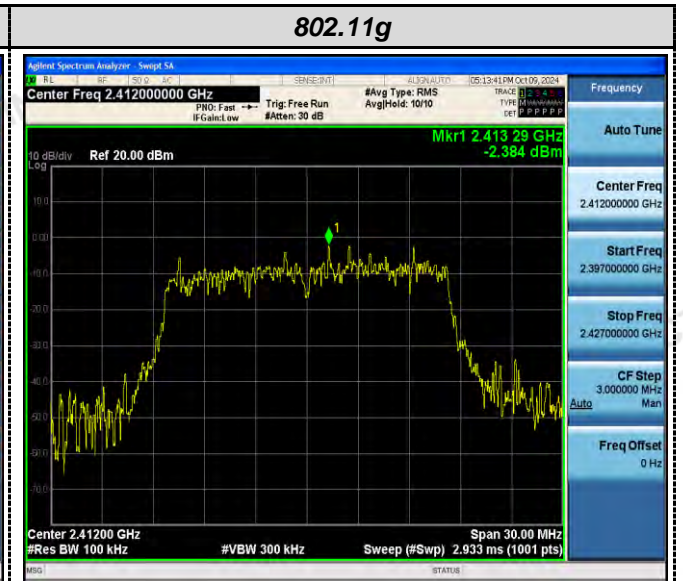 802.11g
Agilent Spectrum Analyzer - Swept SA
RL RF 50 Ω AC SENSE:INT ALIGN AUTO 05:13:41 PM Oct 09, 2024
Center Freq 2.412000000 GHz
PNO: Fast
IFGain:Low
Trig: Free Run
#Atten: 30 dB
#Avg Type: RMS
Avg|Hold: 10/10
TRACE 1 2 3 4 5
TYPE M
DET P P P P P P
Mkr1 2.413 29 GHz
-2.384 dBm
10 dB/div Ref 20.00 dBm
Log
10.0
0.00
-10.0
-20.0
-30.0
-40.0
-50.0
-60.0
-70.0
1
Center 2.41200 GHz
Span 30.00 MHz
#Res BW 100 kHz
#VBW 300 kHz
Sweep (#Swp) 2.933 ms (1001 pts)
MSG
STATUS
Frequency
Auto Tune
Center Freq
2.412000000 GHz
Start Freq
2.397000000 GHz
Stop Freq
2.427000000 GHz
CF Step
3.000000 MHz
Auto Man
Freq Offset
0 Hz